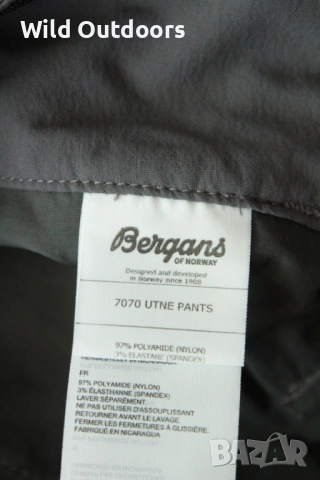 Wild Outdoors
Bergans
OF NORWAY
Designed and developed
in Norway since 1908
7070 UTNE PANTS
97% POLYAMIDE (NYLON)
3% ELASTANE (SPANDEX)
FR
97% POLYAMIDE (NYLON)
3% ÉLASTHANNE (SPANDEX)
LAVER SÉPARÉMENT.
NE PAS UTILISER D'ASSOUPLISSANT
RETOURNER AVANT LE LAVAGE
FERMER LES FERMETURES À GLISSIÈRE.
FABRIQUÉ EN NICARAGUA
BAZAR